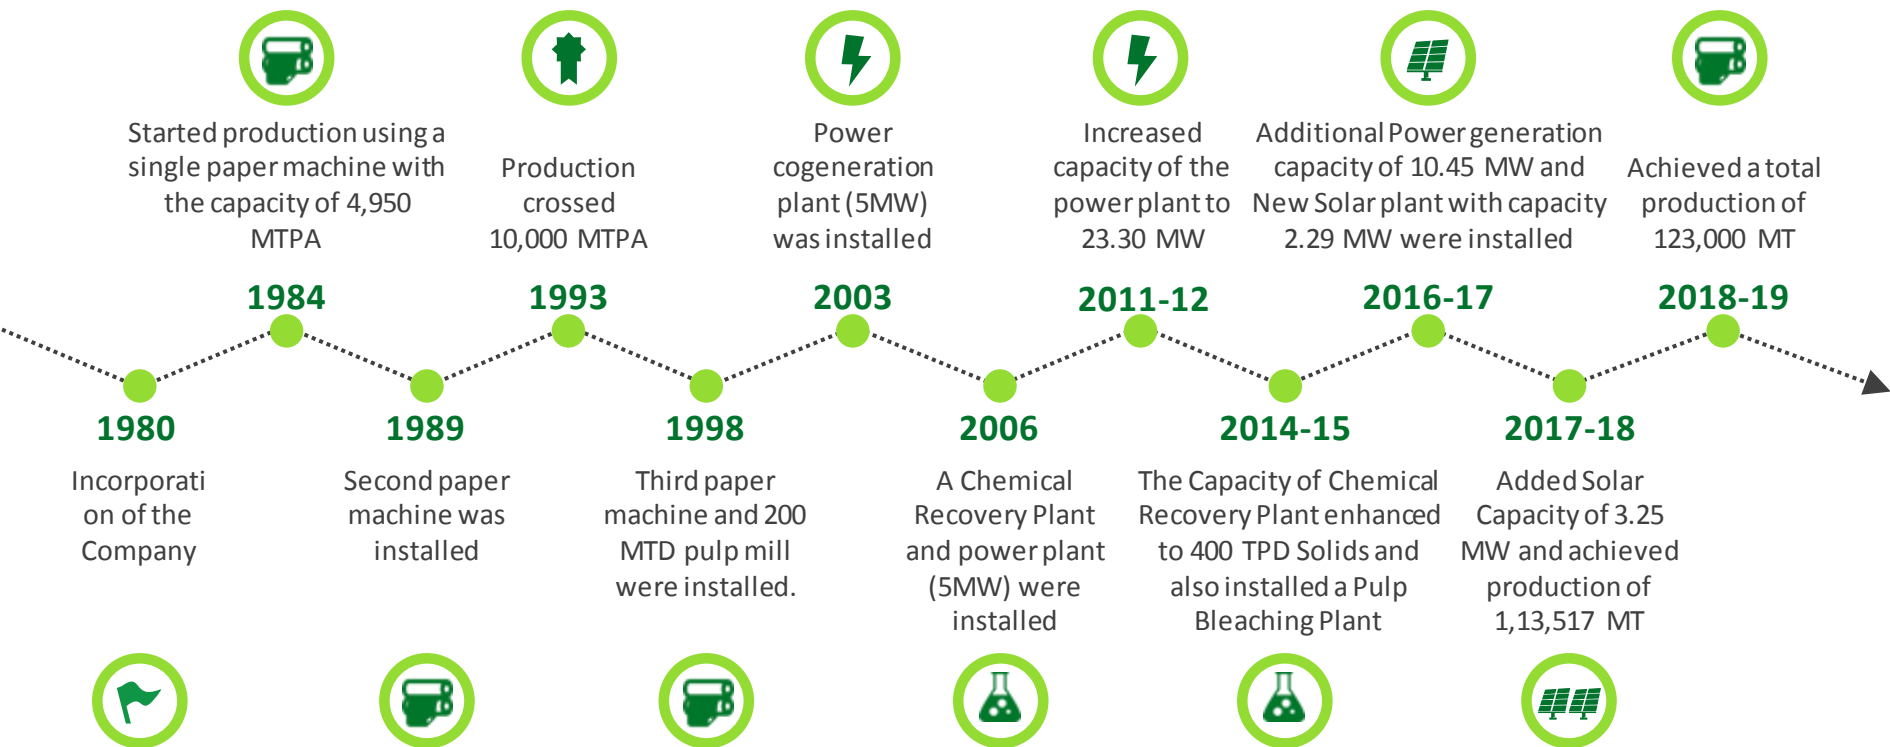 Started production using a
single paper machine with
the capacity of 4,950
MTPA
1984
Production
crossed
10,000 MTPA
1993
Power
cogeneration
plant (5MW)
was installed
2003
Increased
capacity of the
power plant to
23.30 MW
2011-12
Additional Power generation
capacity of 10.45 MW and
New Solar plant with capacity
2.29 MW were installed
2016-17
Achieved a total
production of
123,000 MT
2018-19
1980
Incorporati
on of the
Company
1989
Second paper
machine was
installed
1998
Third paper
machine and 200
MTD pulp mill
were installed.
2006
A Chemical
Recovery Plant
and power plant
(5MW) were
installed
2014-15
The Capacity of Chemical
Recovery Plant enhanced
to 400 TPD Solids and
also installed a Pulp
Bleaching Plant
2017-18
Added Solar
Capacity of 3.25
MW and achieved
production of
1,13,517 MT